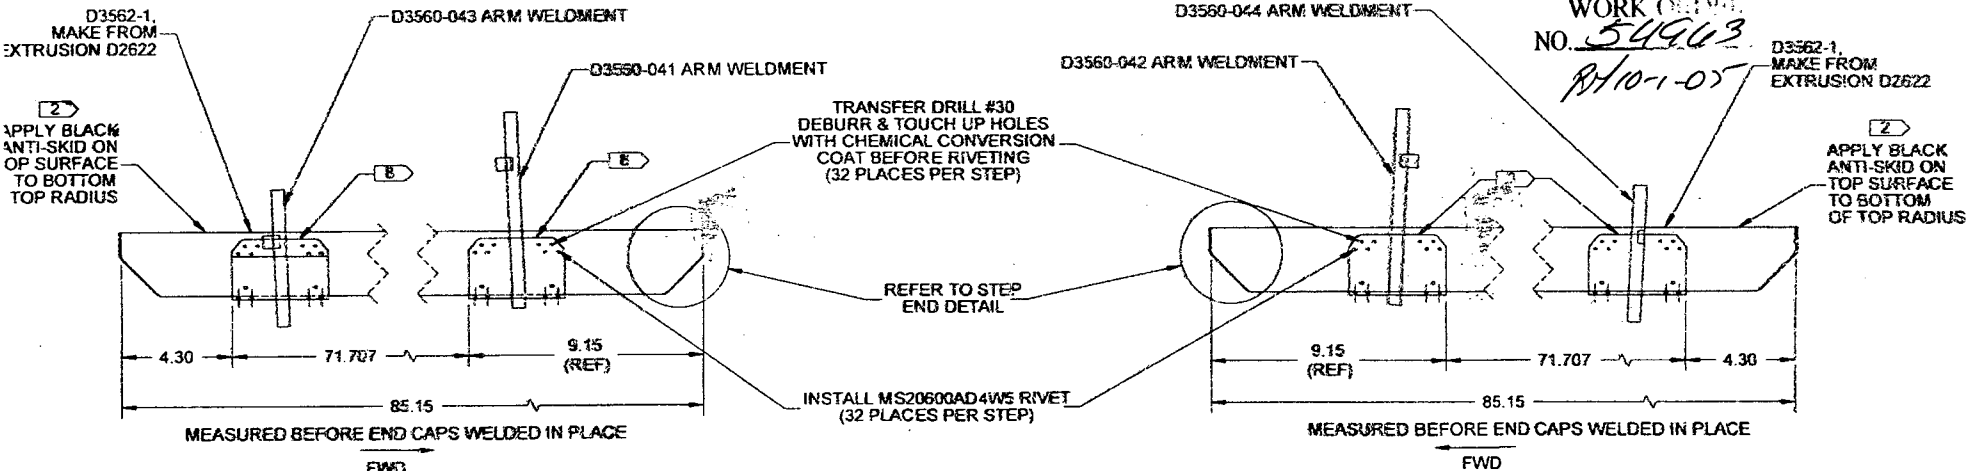 D3562-1,
MAKE FROM
EXTRUSION D2622
D3560-043 ARM WELDMENT
D3560-041 ARM WELDMENT
2
APPLY BLACK
ANTI-SKID ON
OP SURFACE
TO BOTTOM
TOP RADIUS
8
8
TRANSFER DRILL #30
DEBURR & TOUCH UP HOLES
WITH CHEMICAL CONVERSION
COAT BEFORE RIVETING
(32 PLACES PER STEP)
REFER TO STEP
END DETAIL
INSTALL MS20600AD4W5 RIVET
(32 PLACES PER STEP)
4.30
71.707
9.15
(REF)
85.15
MEASURED BEFORE END CAPS WELDED IN PLACE
FWD
D3560-044 ARM WELDMENT
D3560-042 ARM WELDMENT
WORK
NO. 54963
10-1-05
D3562-1,
MAKE FROM
EXTRUSION D2622
2
APPLY BLACK
ANTI-SKID ON
TOP SURFACE
TO BOTTOM
OF TOP RADIUS
9.15
(REF)
71.707
4.30
85.15
MEASURED BEFORE END CAPS WELDED IN PLACE
FWD